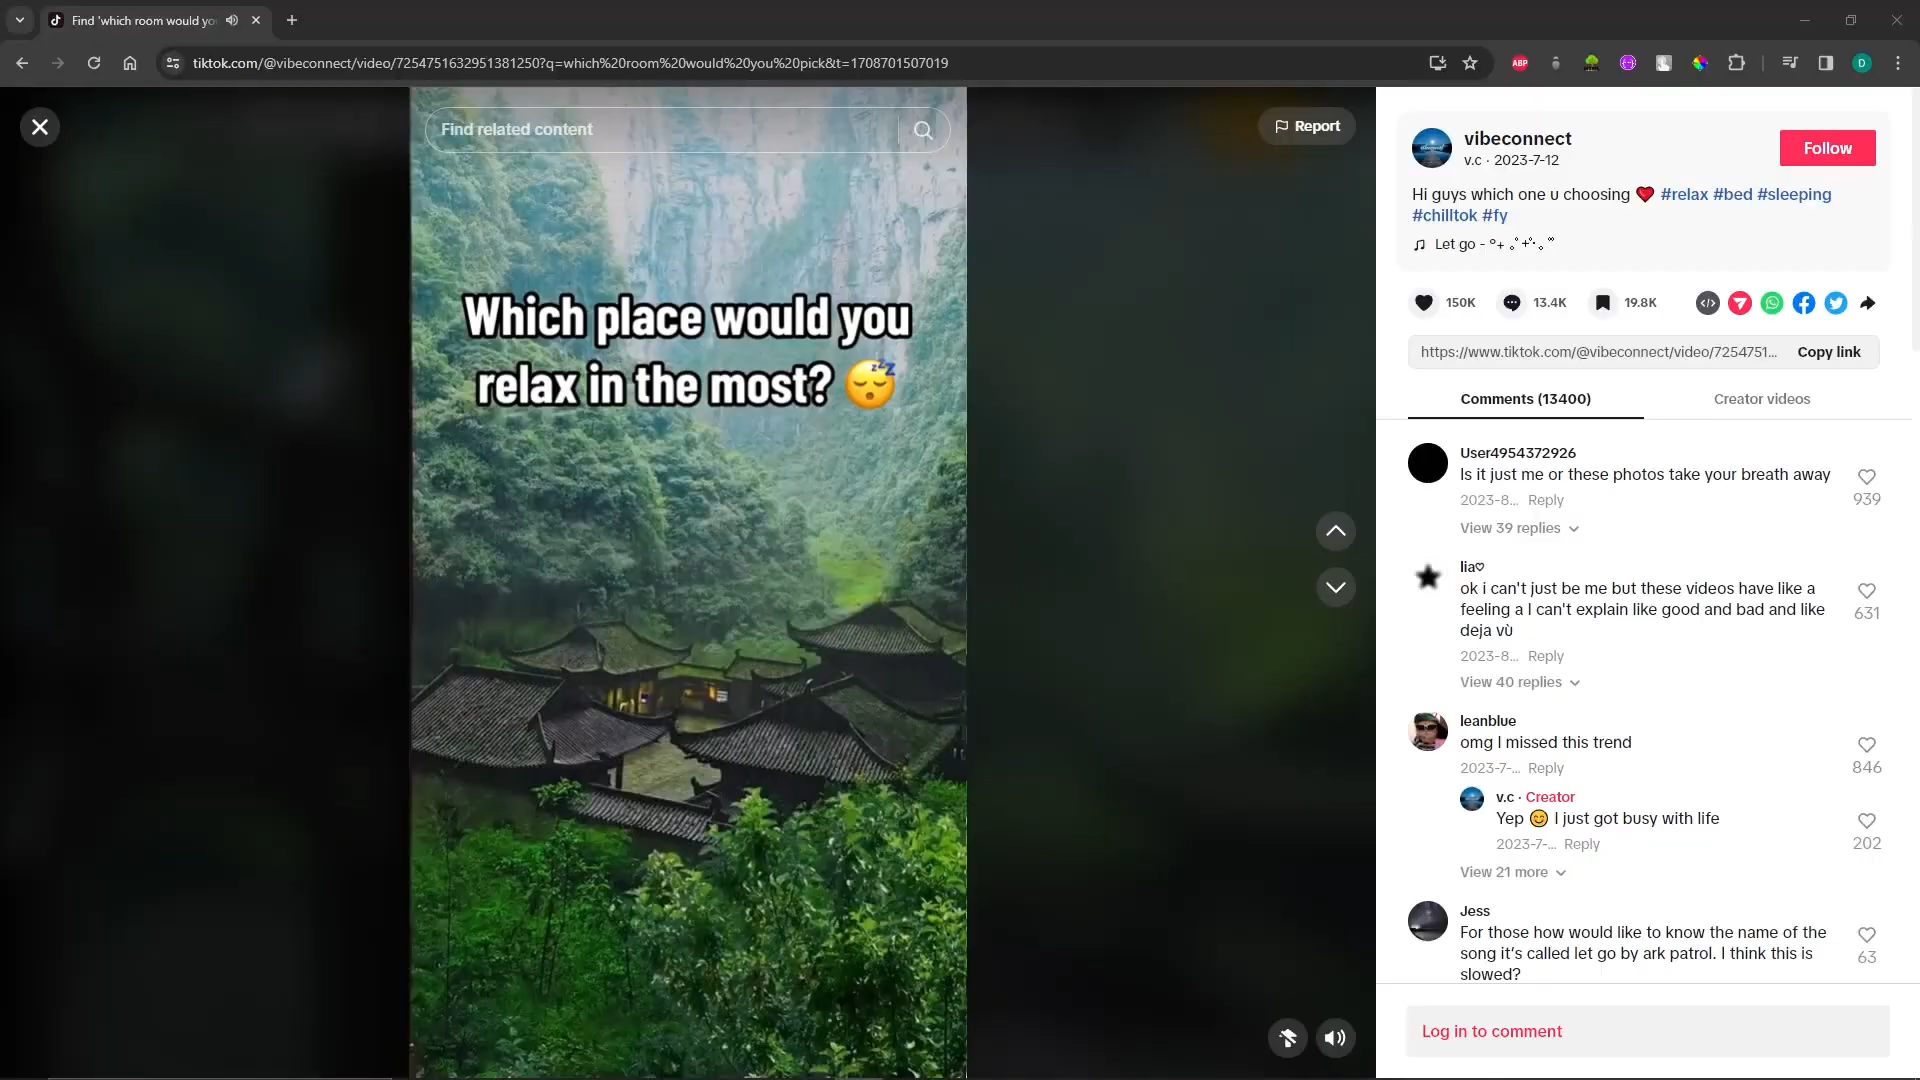 Find 'which room would yo
tiktok.com/@vibeconnect/video/7254751632951381250?q=which%20room%20would%20you%20pick&t=1708701507019
ABP
D
Find related content
Report
Which place would you
relax in the most? 😴
vibeconnect
v.c · 2023-7-12
Follow
Hi guys which one u choosing ❤️ #relax #bed #sleeping
#chilltok #fy
Let go - °+ ｡˚+˚·｡˚
150K
13.4K
19.8K
https://www.tiktok.com/@vibeconnect/video/7254751...
Copy link
Comments (13400)
Creator videos
User4954372926
Is it just me or these photos take your breath away
939
2023-8... Reply
View 39 replies
lia♡
ok i can't just be me but these videos have like a
feeling a I can't explain like good and bad and like
deja vù
631
2023-8... Reply
View 40 replies
leanblue
omg I missed this trend
846
2023-7-... Reply
v.c · Creator
Yep 😊 I just got busy with life
202
2023-7-... Reply
View 21 more
Jess
For those how would like to know the name of the
song it's called let go by ark patrol. I think this is
slowed?
63
Log in to comment